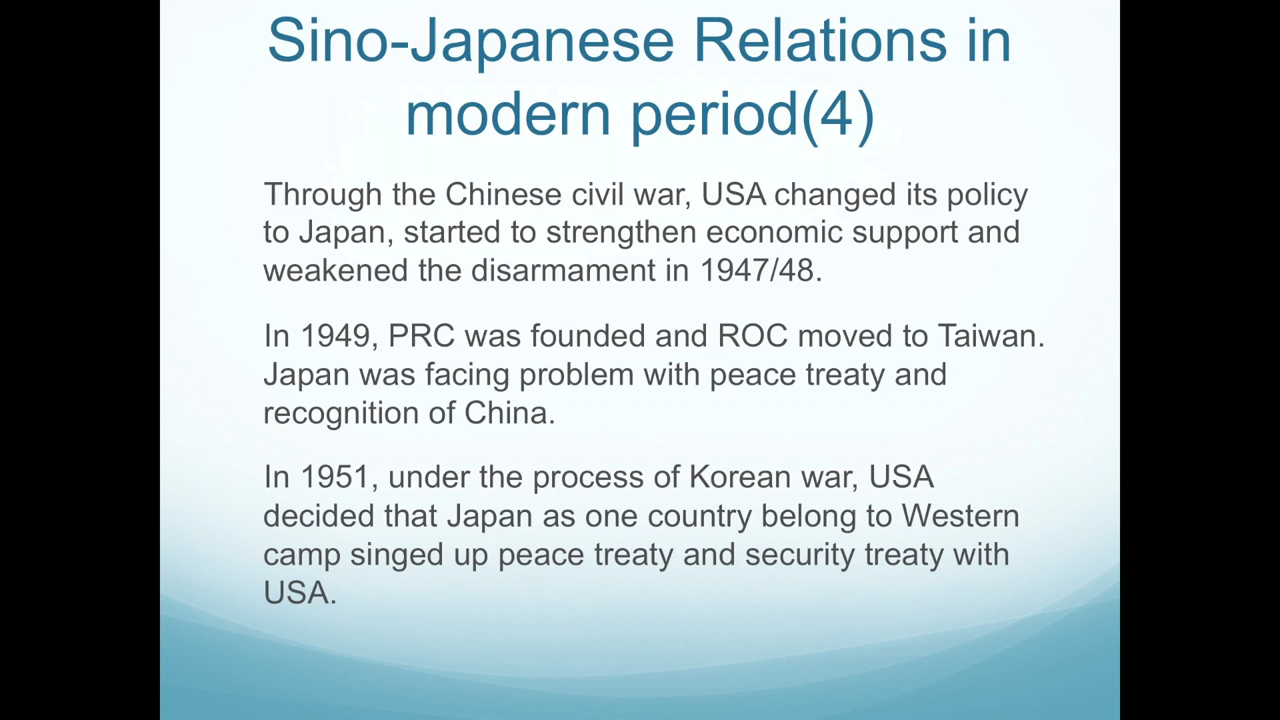 Sino-Japanese Relations in
modern period(4)
Through the Chinese civil war, USA changed its policy
to Japan, started to strengthen economic support and
weakened the disarmament in 1947/48.
In 1949, PRC was founded and ROC moved to Taiwan.
Japan was facing problem with peace treaty and
recognition of China.
In 1951, under the process of Korean war, USA
decided that Japan as one country belong to Western
camp singed up peace treaty and security treaty with
USA.